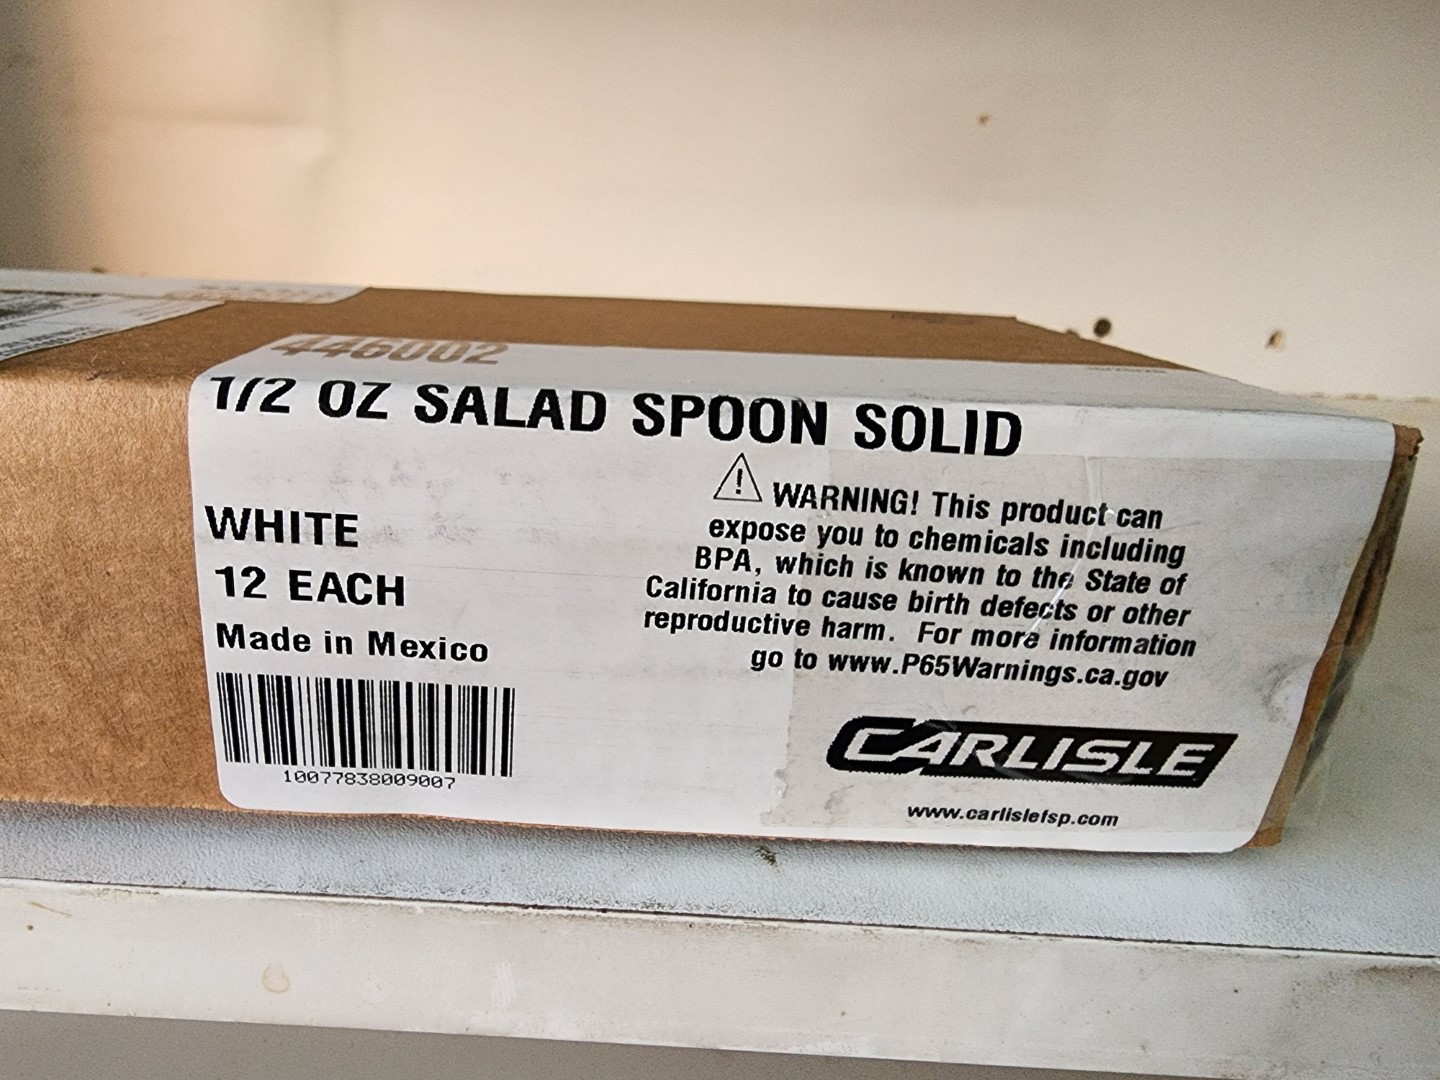 446002
1/2 OZ SALAD SPOON SOLID
WHITE
12 EACH
Made in Mexico
10077838009007
WARNING! This product can
expose you to chemicals including
BPA, which is known to the State of
California to cause birth defects or other
reproductive harm. For more information
go to www.P65Warnings.ca.gov
CARLISLE
www.carlislefsp.com